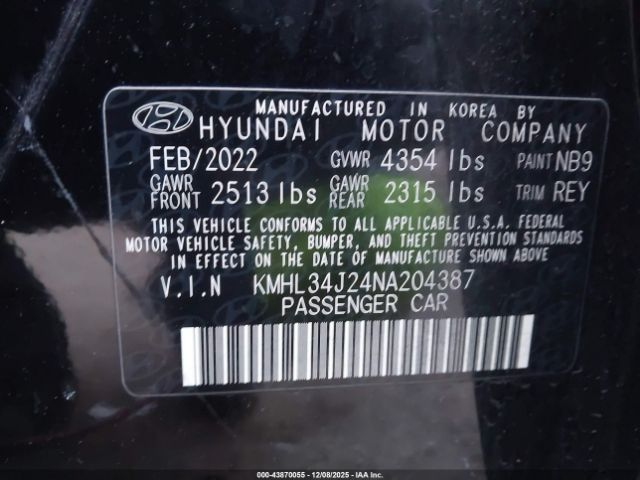 MANUFACTURED IN KOREA BY
HYUNDAI MOTOR COMPANY
FEB/2022 GVWR 4354 lbs PAINT NB9
GAWR FRONT 2513 lbs GAWR REAR 2315 lbs TRIM REY
THIS VEHICLE CONFORMS TO ALL APPLICABLE U.S.A. FEDERAL
MOTOR VEHICLE SAFETY, BUMPER, AND THEFT PREVENTION STANDARDS
IN EFFECT ON THE DATE OF MANUFACTURE SHOWN ABOVE
V.I.N KMHL34J24NA204387
PASSENGER CAR
000-43870055 - 12/08/2025 - IAA Inc.